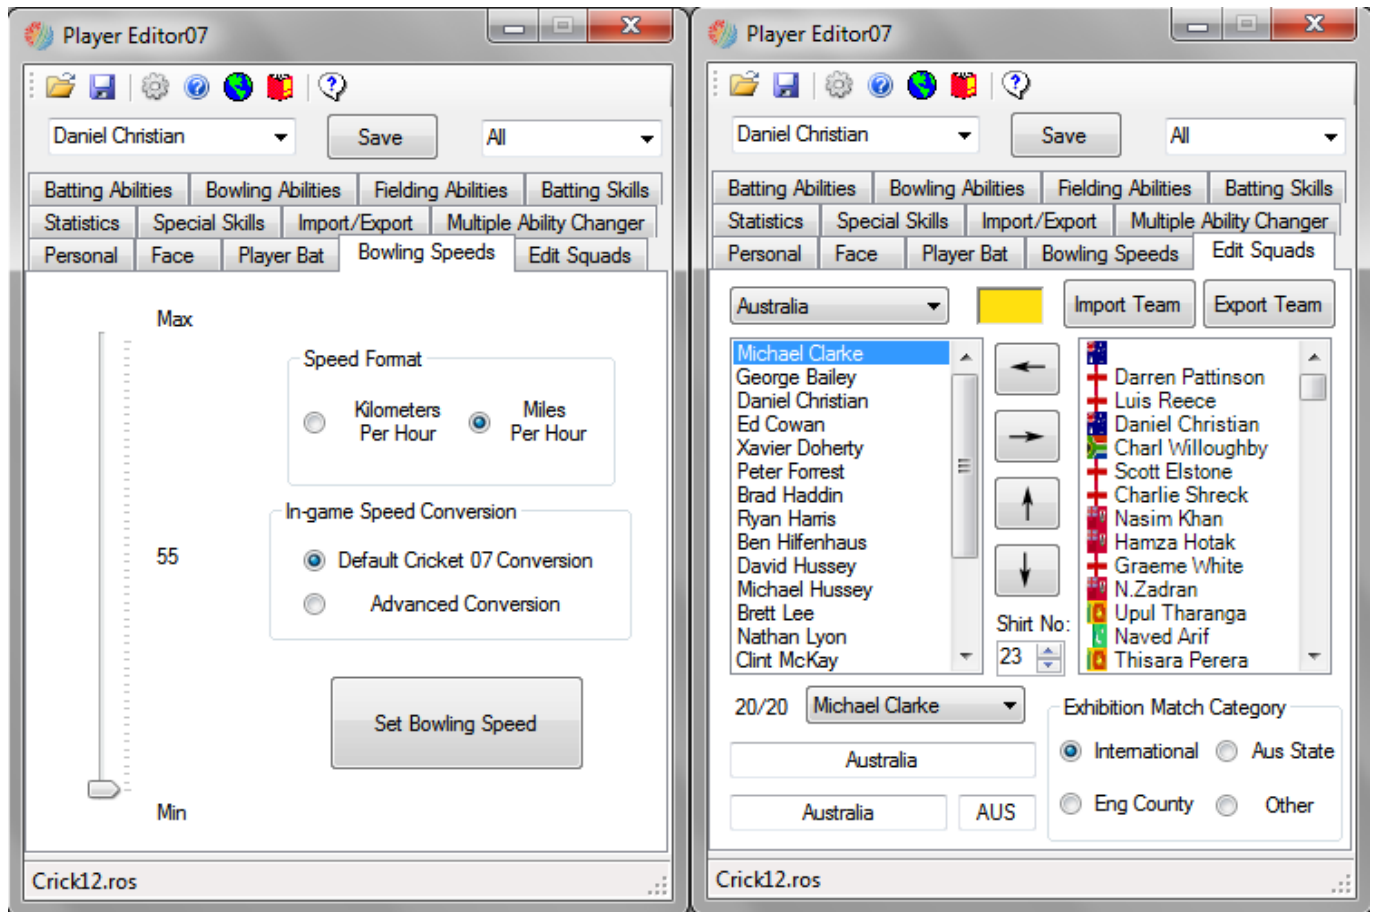 Player Editor07
Daniel Christian Save All
Batting Abilities Bowling Abilities Fielding Abilities Batting Skills
Statistics Special Skills Import/Export Multiple Ability Changer
Personal Face Player Bat Bowling Speeds Edit Squads
Max
Speed Format
Kilometers Per Hour
Miles Per Hour
In-game Speed Conversion
55
Default Cricket 07 Conversion
Advanced Conversion
Set Bowling Speed
Min
Crick12.ros
Player Editor07
Daniel Christian Save All
Batting Abilities Bowling Abilities Fielding Abilities Batting Skills
Statistics Special Skills Import/Export Multiple Ability Changer
Personal Face Player Bat Bowling Speeds Edit Squads
Australia Import Team Export Team
Michael Clarke
George Bailey
Daniel Christian
Ed Cowan
Xavier Doherty
Peter Forrest
Brad Haddin
Ryan Harris
Ben Hilfenhaus
David Hussey
Michael Hussey
Brett Lee
Nathan Lyon
Clint McKay
Shirt No:
23
Darren Pattinson
Luis Reece
Daniel Christian
Charl Willoughby
Scott Elstone
Charlie Shreck
Nasim Khan
Hamza Hotak
Graeme White
N.Zadran
Upul Tharanga
Naved Arif
Thisara Perera
20/20 Michael Clarke
Australia
Australia AUS
Exhibition Match Category
International Aus State
Eng County Other
Crick12.ros